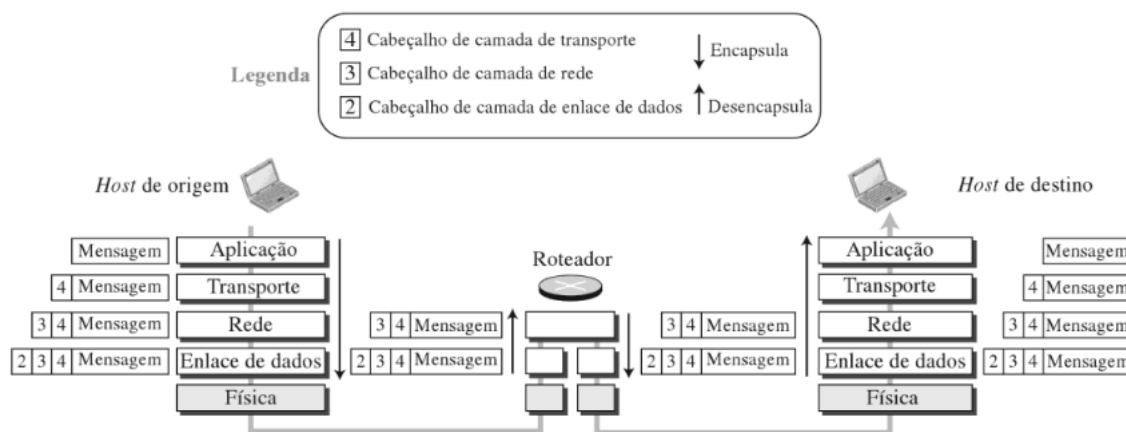 Legenda
4 Cabeçalho de camada de transporte
3 Cabeçalho de camada de rede
2 Cabeçalho de camada de enlace de dados
Encapsula
Desencapsula
Host de origem
Host de destino
Mensagem
Aplicação
4 Mensagem
Transporte
3 4 Mensagem
Rede
2 3 4 Mensagem
Enlace de dados
Física
Roteador
3 4 Mensagem
2 3 4 Mensagem
3 4 Mensagem
2 3 4 Mensagem
Aplicação
Mensagem
Transporte
4 Mensagem
Rede
3 4 Mensagem
Enlace de dados
2 3 4 Mensagem
Física